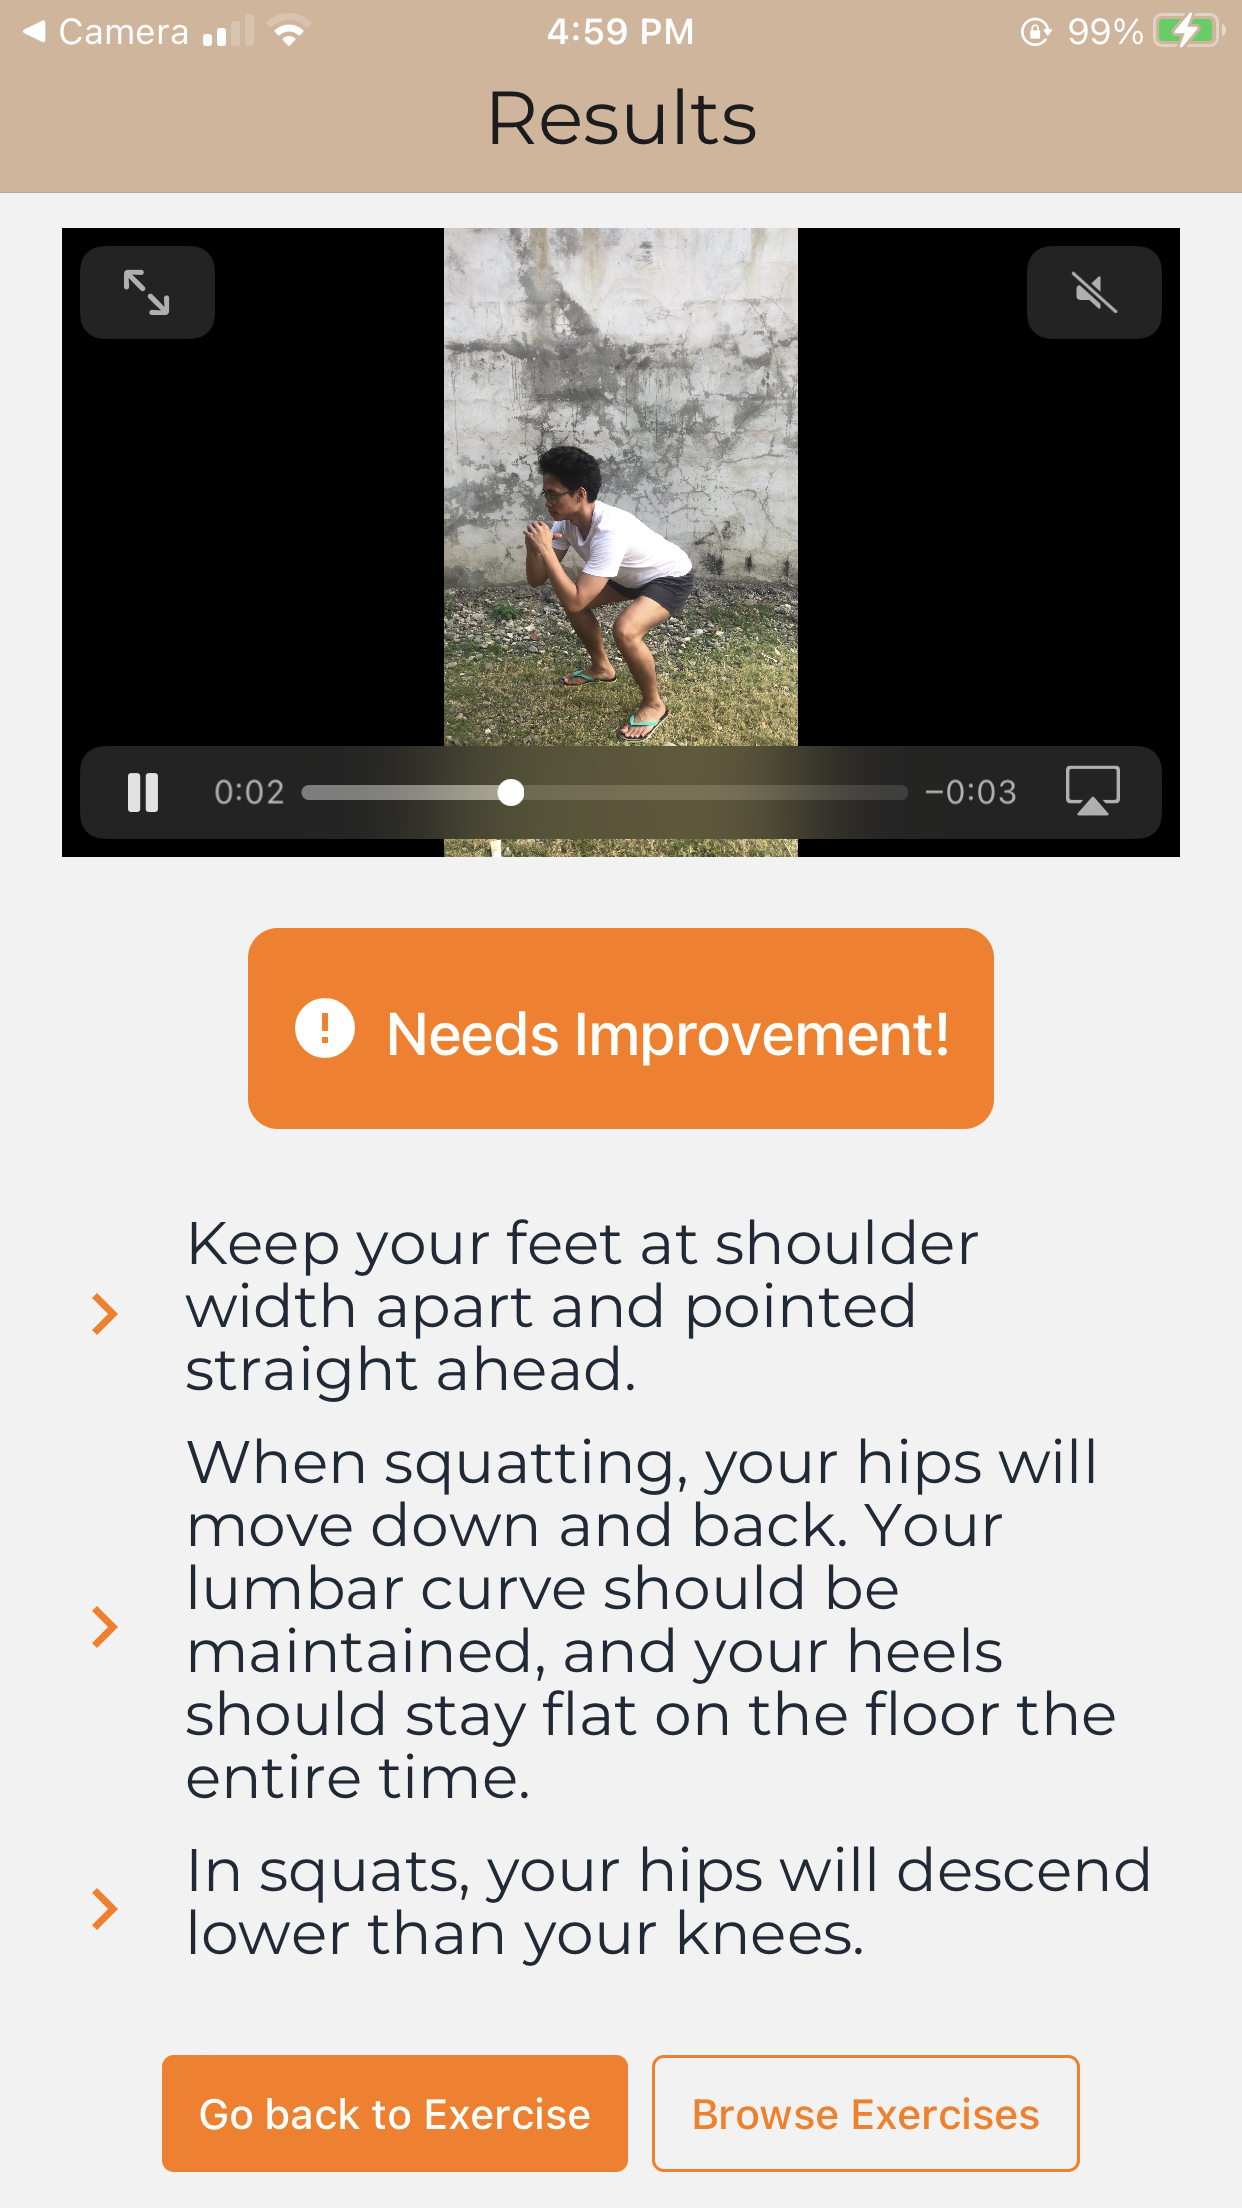 Camera
4:59 PM
99%
Results
0:02
−0:03
Needs Improvement!
Keep your feet at shoulder
width apart and pointed
straight ahead.
When squatting, your hips will
move down and back. Your
lumbar curve should be
maintained, and your heels
should stay flat on the floor the
entire time.
In squats, your hips will descend
lower than your knees.
Go back to Exercise
Browse Exercises